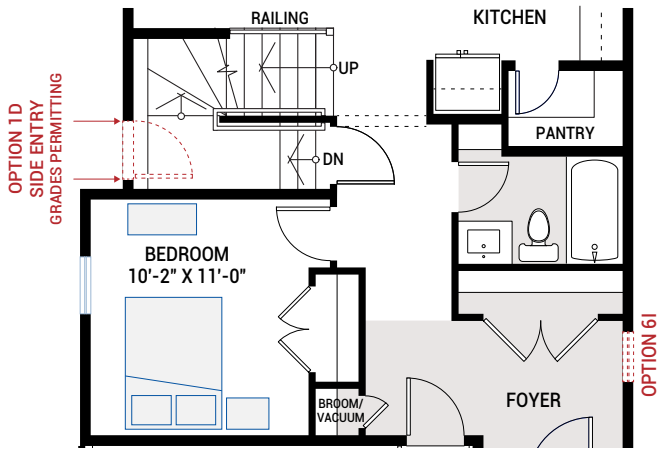 RAILING
KITCHEN
UP
OPTION 1D
SIDE ENTRY
GRADES PERMITTING
PANTRY
DN
BEDROOM
10'-2" X 11'-0"
OPTION 6I
FOYER
BROOM/
VACUUM